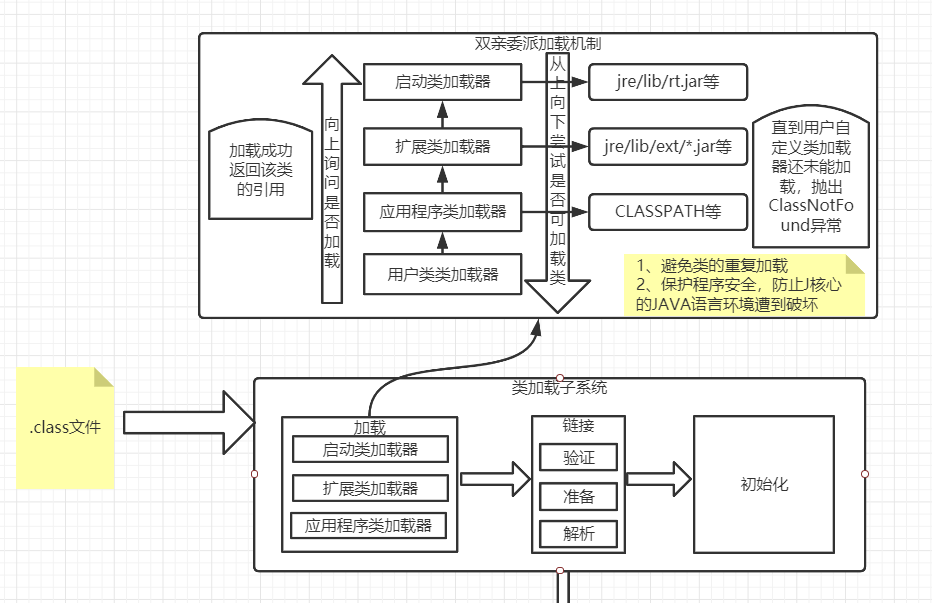 双亲委派加载机制
向上询问是否加载
从上向下尝试是否可加载类
启动类加载器
jre/lib/rt.jar等
加载成功
返回该类
的引用
扩展类加载器
jre/lib/ext/*.jar等
直到用户自
定义类加载
器还未能加
载，抛出
ClassNotFo
und异常
应用程序类加载器
CLASSPATH等
用户类类加载器
1、避免类的重复加载
2、保护程序安全，防止J核心
的JAVA语言环境遭到破坏
.class文件
类加载子系统
加载
启动类加载器
扩展类加载器
应用程序类加载器
链接
验证
准备
解析
初始化